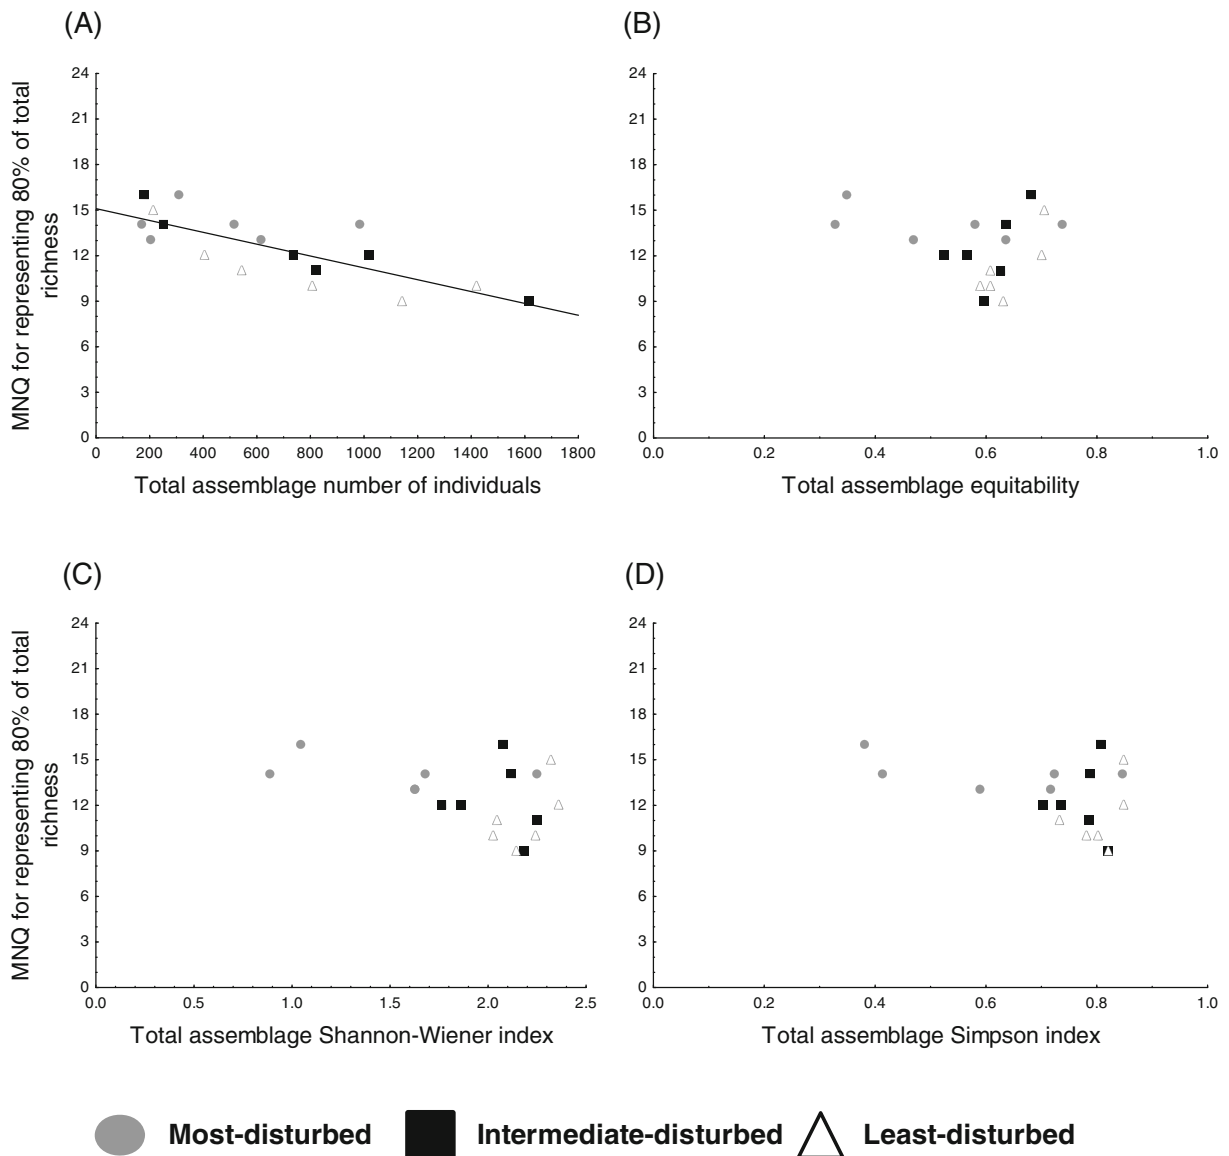 (A)
MNQ for representing 80% of total
richness
24
21
18
15
12
9
6
3
0
0 200 400 600 800 1000 1200 1400 1600 1800
Total assemblage number of individuals
(B)
24
21
18
15
12
9
6
3
0
0.0 0.2 0.4 0.6 0.8 1.0
Total assemblage equitability
(C)
MNQ for representing 80% of total
richness
24
21
18
15
12
9
6
3
0
0.0 0.5 1.0 1.5 2.0 2.5
Total assemblage Shannon-Wiener index
(D)
24
21
18
15
12
9
6
3
0
0.0 0.2 0.4 0.6 0.8 1.0
Total assemblage Simpson index
Most-disturbed Intermediate-disturbed Least-disturbed